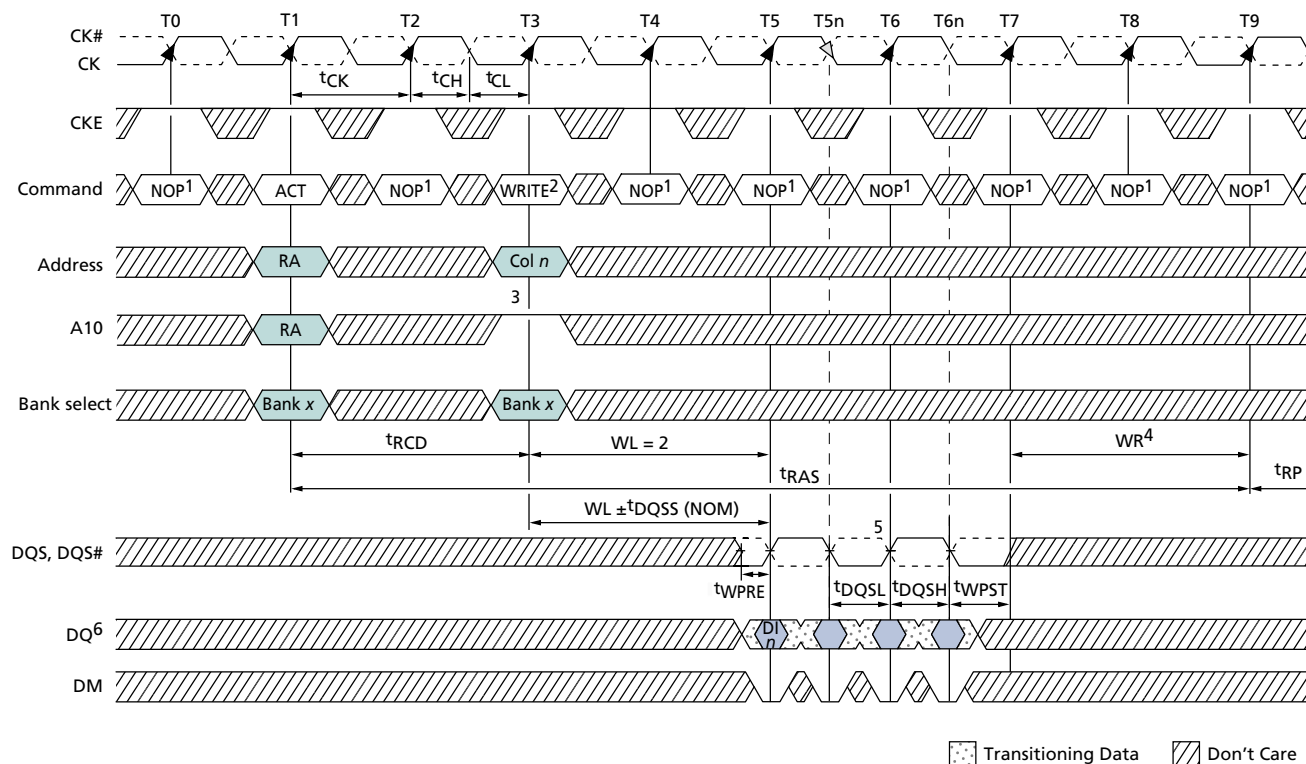 T0 T1 T2 T3 T4 T5 T5n T6 T6n T7 T8 T9
CK#
CK
tCK tCH tCL
CKE
Command NOP1 ACT NOP1 WRITE2 NOP1 NOP1 NOP1 NOP1 NOP1 NOP1
Address RA Col n
3
A10 RA
Bank select Bank x Bank x
tRCD WL = 2 WR4
tRAS tRP
WL ±tDQSS (NOM)
5
DQS, DQS#
tWPRE tDQSL tDQSH tWPST
DQ6 DI
n
DM
Transitioning Data Don't Care